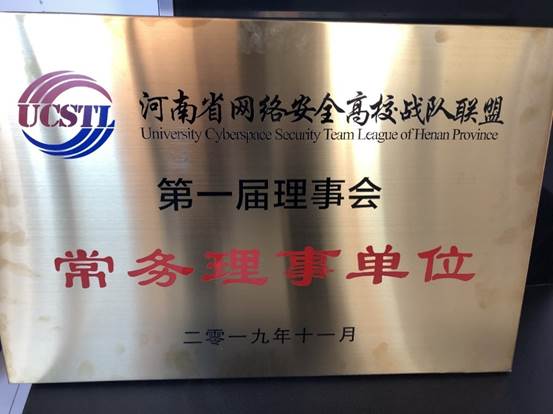 UCSTL
河南省网络安全高校战队联盟
University Cyberspace Security Team League of Henan Province
第一届理事会
常务理事单位
二零一九年十一月